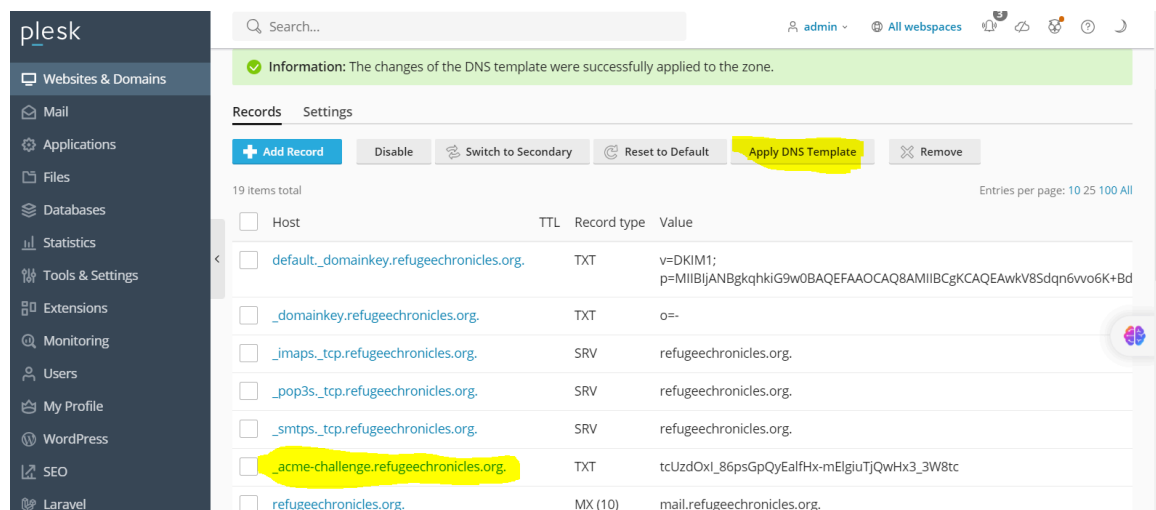 plesk
Search...
admin
All webspaces
3
Websites & Domains
Mail
Applications
Files
Databases
Statistics
Tools & Settings
Extensions
Monitoring
Users
My Profile
WordPress
SEO
Laravel
Information: The changes of the DNS template were successfully applied to the zone.
Records Settings
Add Record Disable Switch to Secondary Reset to Default Apply DNS Template Remove
19 items total Entries per page: 10 25 100 All
Host TTL Record type Value
default._domainkey.refugeechronicles.org. TXT v=DKIM1;
p=MIIBIjANBgkqhkiG9w0BAQEFAAOCAQ8AMIIBCgKCAQEAwkV8Sdqn6vvo6K+Bd
_domainkey.refugeechronicles.org. TXT o=-
_imaps._tcp.refugeechronicles.org. SRV refugeechronicles.org.
_pop3s._tcp.refugeechronicles.org. SRV refugeechronicles.org.
_smtps._tcp.refugeechronicles.org. SRV refugeechronicles.org.
_acme-challenge.refugeechronicles.org. TXT tcUzdOxI_86psGpQyEalfHx-mElgiuTjQwHx3_3W8tc
refugeechronicles.org. MX (10) mail.refugeechronicles.org.